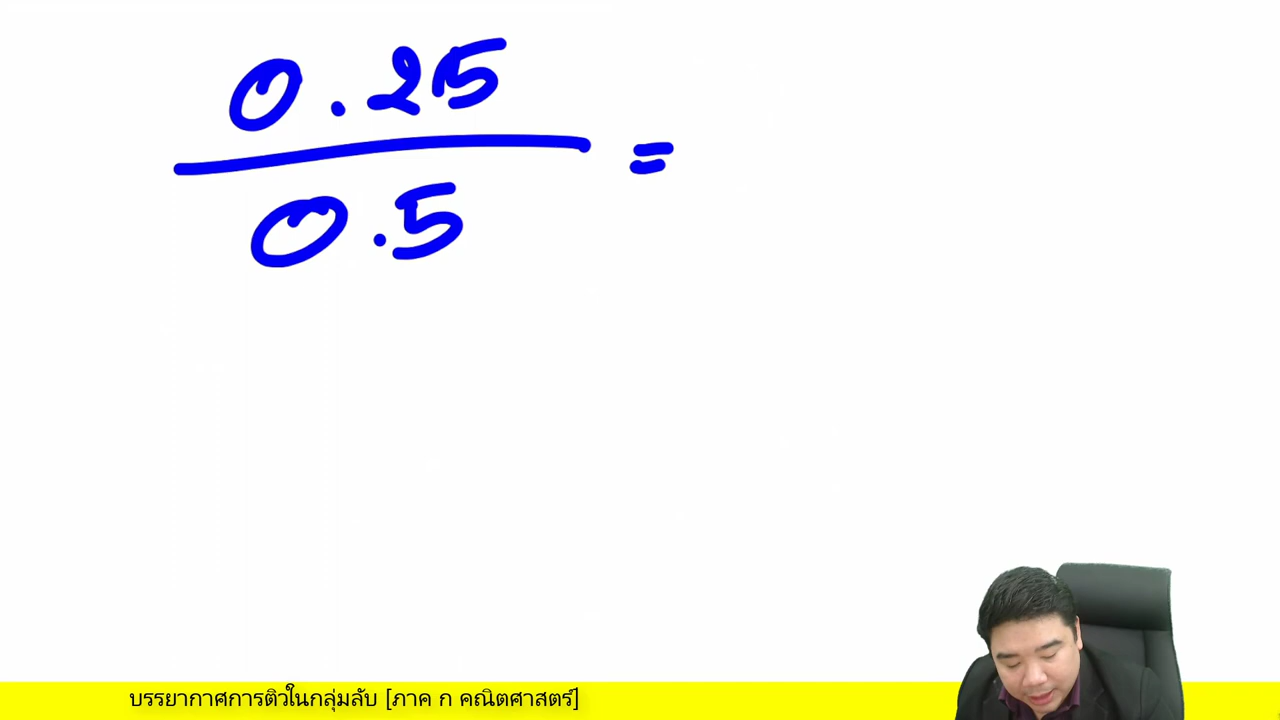 0.25
0.5
=
บรรยากาศการติวในกลุ่มลับ [ภาค ก คณิตศาสตร์]